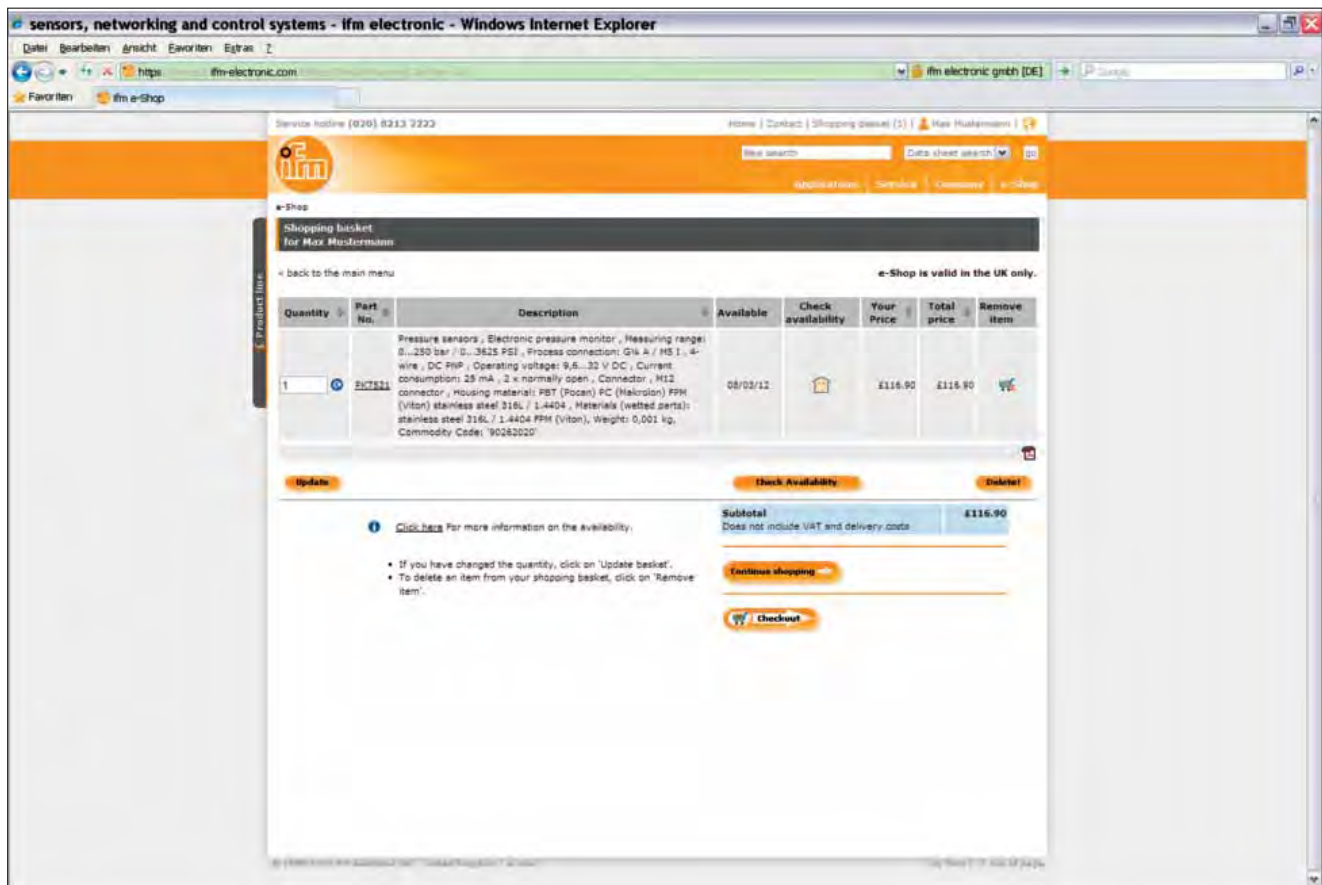 sensors, networking and control systems - ifm electronic - Windows Internet Explorer
Datei Bearbeiten Ansicht Favoriten Extras ?
https ifm-electronic.com ifm electronic gmbh [DE]
Favoriten ifm e-Shop
Service hotline (020) 8213 2222 Home | Contact | Shopping basket (1) | Max Mustermann |
ifm
New search Data sheet search go
Applications | Service | Company | e-Shop
e-Shop
Shopping basket
for Max Mustermann
Product line
« back to the main menu e-Shop is valid in the UK only.
Quantity Part No. Description Available Check availability Your Price Total price Remove item
Pressure sensors , Electronic pressure monitor , Measuring range:
0...250 bar / 0...3625 PSI , Process connection: G¼ A / M5 I , 4-
wire , DC PNP , Operating voltage: 9,6...32 V DC , Current
1 PK7521 consumption: 25 mA , 2 x normally open , Connector , M12 08/03/12 £116.90 £116.90
connector , Housing material: PBT (Pocan) PC (Makrolon) FPM
(Viton) stainless steel 316L / 1.4404 , Materials (wetted parts):
stainless steel 316L / 1.4404 FPM (Viton), Weight: 0,001 kg,
Commodity Code: '90262020'
Update Check Availability Delete!
Subtotal £116.90
Does not include VAT and delivery costs
Click here For more information on the availability.
• If you have changed the quantity, click on 'Update basket'.
• To delete an item from your shopping basket, click on 'Remove
item'.
Continue shopping
Checkout